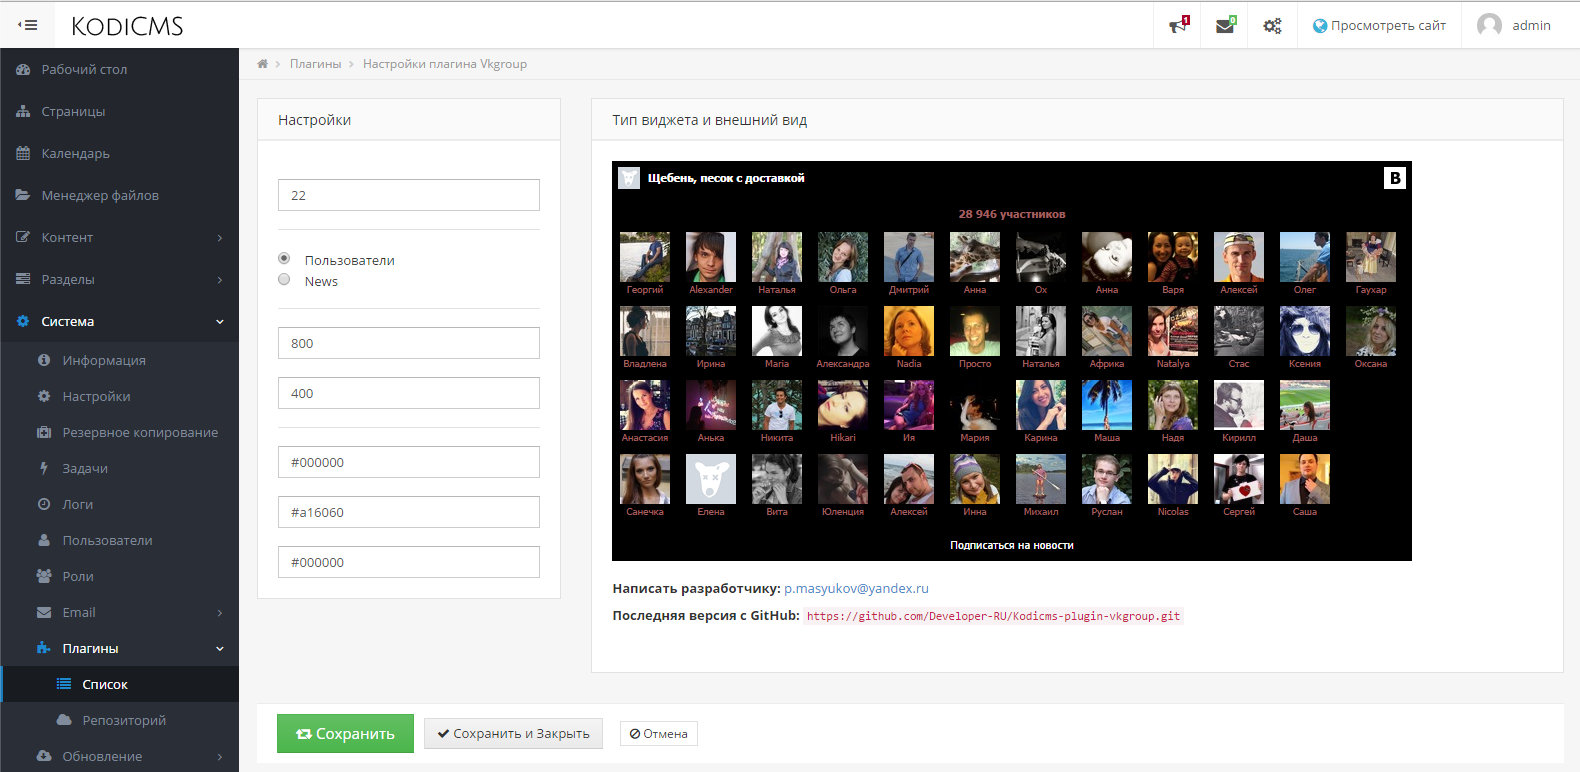 KodiCMS
1
0
Просмотреть сайт
admin
Рабочий стол
Страницы
Календарь
Менеджер файлов
Контент
Разделы
Система
Информация
Настройки
Резервное копирование
Задачи
Логи
Пользователи
Роли
Email
Плагины
Список
Репозиторий
Обновление
Плагины
Настройки плагина Vkgroup
Настройки
22
Пользователи
News
800
400
#000000
#a16060
#000000
Тип виджета и внешний вид
Щебень, песок с доставкой
B
28 946 участников
Георгий Alexander Наталья Ольга Дмитрий Анна Ох Анна Варя Алексей Олег Гаухар
Владлена Ирина Maria Александра Nadia Просто Наталья Африка Natalya Стас Ксения Оксана
Анастасия Анька Никита Hikari Ия Мария Карина Маша Надя Кирилл Даша
Санечка Елена Вита Юленция Алексей Инна Михаил Руслан Nicolas Сергей Саша
Подписаться на новости
Написать разработчику: p.masyukov@yandex.ru
Последняя версия с GitHub: https://github.com/Developer-RU/Kodicms-plugin-vkgroup.git
Сохранить
Сохранить и Закрыть
Отмена